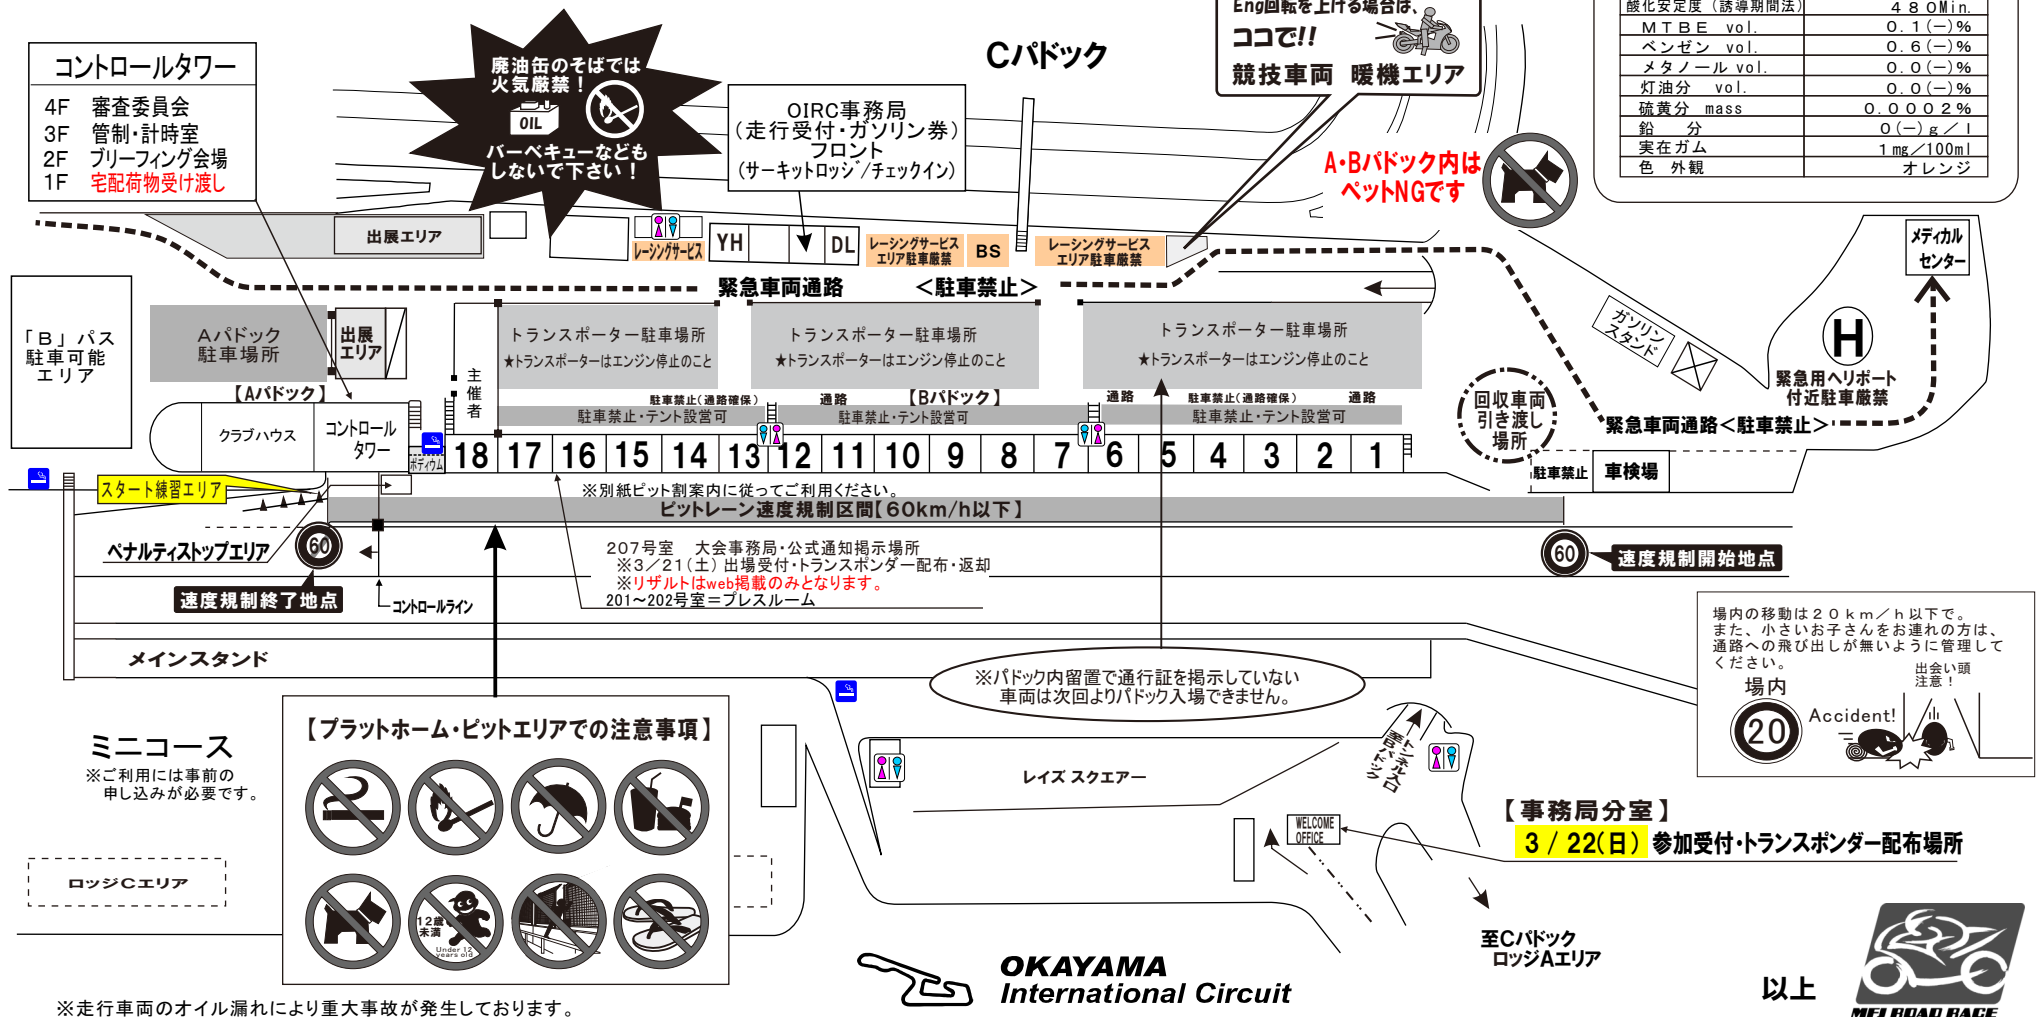 コントロールタワー
4F 審査委員会
3F 管制・計時室
2F ブリーフィング会場
1F 宅配荷物受け渡し
廃油缶のそばでは
火気厳禁！
OIL
バーベキューなども
しないで下さい！
OIRC事務局
(走行受付・ガソリン券)
フロント
(サーキットロッジ/チェックイン)
Cパドック
Eng回転を上げる場合は、
ココで!!
競技車両 暖機エリア
酸化安定度（誘導期間法） 480Min.
ＭＴＢＥ vol. 0.1(−)%
ベンゼン vol. 0.6(−)%
メタノール vol. 0.0(−)%
灯油分 vol. 0.0(−)%
硫黄分 mass 0.0002%
鉛 分 0(−)g／l
実在ガム 1mg／100ml
色 外観 オレンジ
A・Bパドック内は
ペットNGです
出展エリア
レーシングサービス
YH
DL
レーシングサービス
エリア駐車厳禁
BS
レーシングサービス
エリア駐車厳禁
メディカル
センター
緊急車両通路 ＜駐車禁止＞
「Ｂ」パス
駐車可能
エリア
Aパドック
駐車場所
出展
エリア
トランスポーター駐車場所
★トランスポーターはエンジン停止のこと
トランスポーター駐車場所
★トランスポーターはエンジン停止のこと
トランスポーター駐車場所
★トランスポーターはエンジン停止のこと
ガソリン
スタンド
H
緊急用ヘリポート
付近駐車厳禁
主催者
【Aパドック】
駐車禁止(通路確保)
通路
【Bパドック】
通路
駐車禁止(通路確保)
通路
駐車禁止・テント設営可
駐車禁止・テント設営可
駐車禁止・テント設営可
回収車両
引き渡し
場所
緊急車両通路＜駐車禁止＞
クラブハウス
コントロール
タワー
ポディウム
18 17 16 15 14 13 12 11 10 9 8 7 6 5 4 3 2 1
駐車禁止
車検場
スタート練習エリア
※別紙ピット割案内に従ってご利用ください。
ピットレーン速度規制区間【60km/h以下】
ペナルティストップエリア
60
速度規制終了地点
コントロールライン
207号室 大会事務局・公式通知掲示場所
※3／21(土) 出場受付・トランスポンダー配布・返却
※リザルトはweb掲載のみとなります。
201～202号室＝プレスルーム
60
速度規制開始地点
場内の移動は２０ｋｍ／ｈ以下で。
また、小さいお子さんをお連れの方は、
通路への飛び出しが無いように管理して
ください。
出会い頭
注意！
場内
20
Accident!
メインスタンド
※パドック内留置で通行証を掲示していない
車両は次回よりパドック入場できません。
【プラットホーム・ピットエリアでの注意事項】
12歳
未満
Under 12
years old
ミニコース
※ご利用には事前の
申し込みが必要です。
ロッジCエリア
レイズ スクエアー
トンネル入口
至Bパドック
WELCOME
OFFICE
【事務局分室】
3 / 22(日) 参加受付・トランスポンダー配布場所
至Cパドック
ロッジAエリア
OKAYAMA
International Circuit
以上
MFJ ROAD RACE
※走行車両のオイル漏れにより重大事故が発生しております。